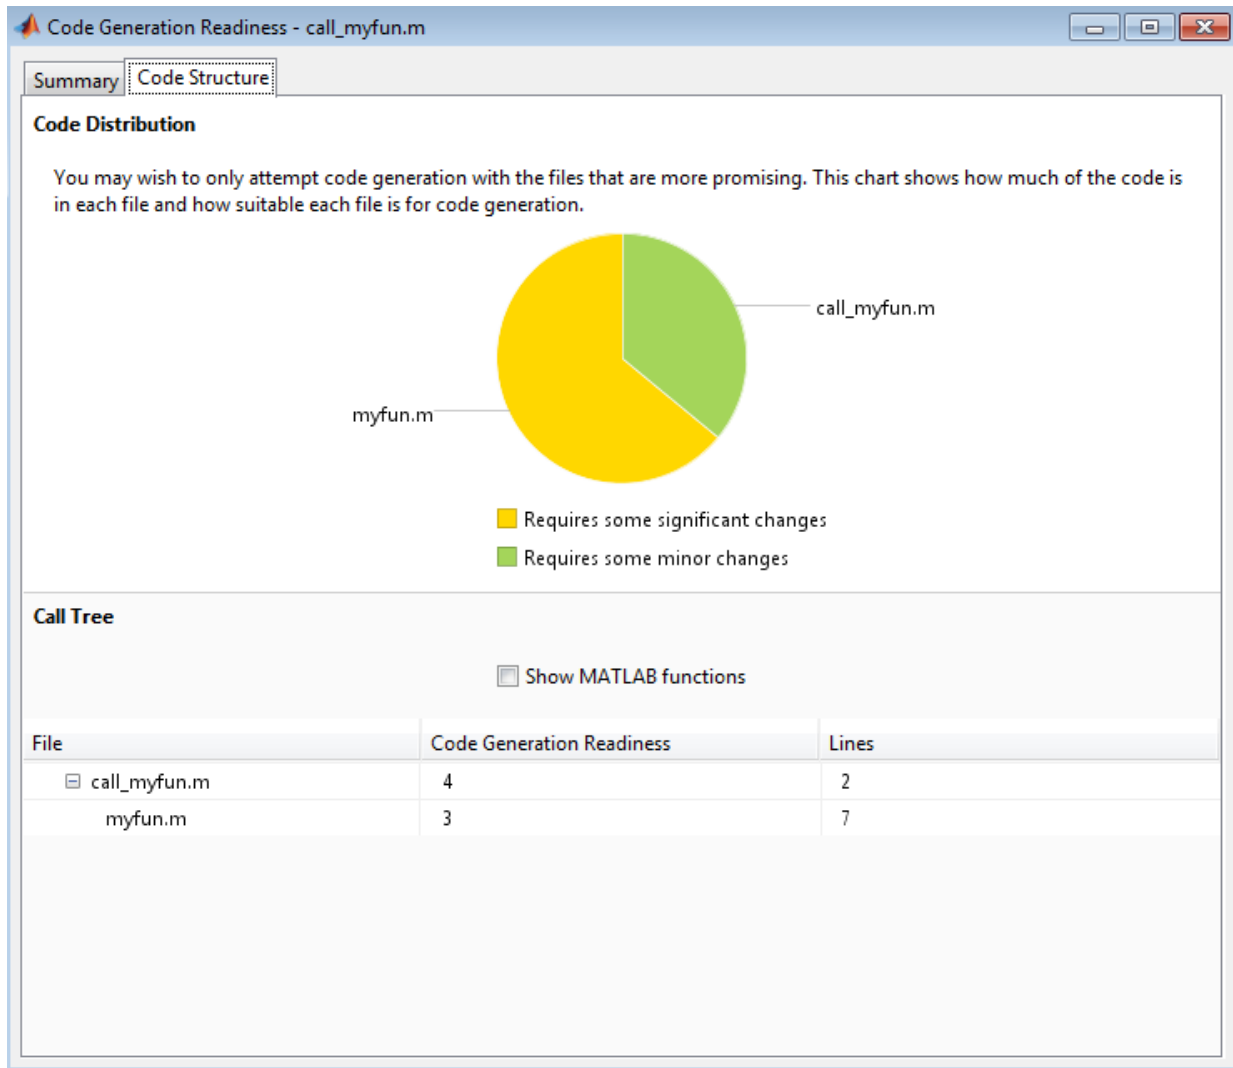 Code Generation Readiness - call_myfun.m
Summary
Code Structure
Code Distribution
You may wish to only attempt code generation with the files that are more promising. This chart shows how much of the code is
in each file and how suitable each file is for code generation.
call_myfun.m
myfun.m
Requires some significant changes
Requires some minor changes
Call Tree
Show MATLAB functions
File Code Generation Readiness Lines
call_myfun.m 4 2
myfun.m 3 7